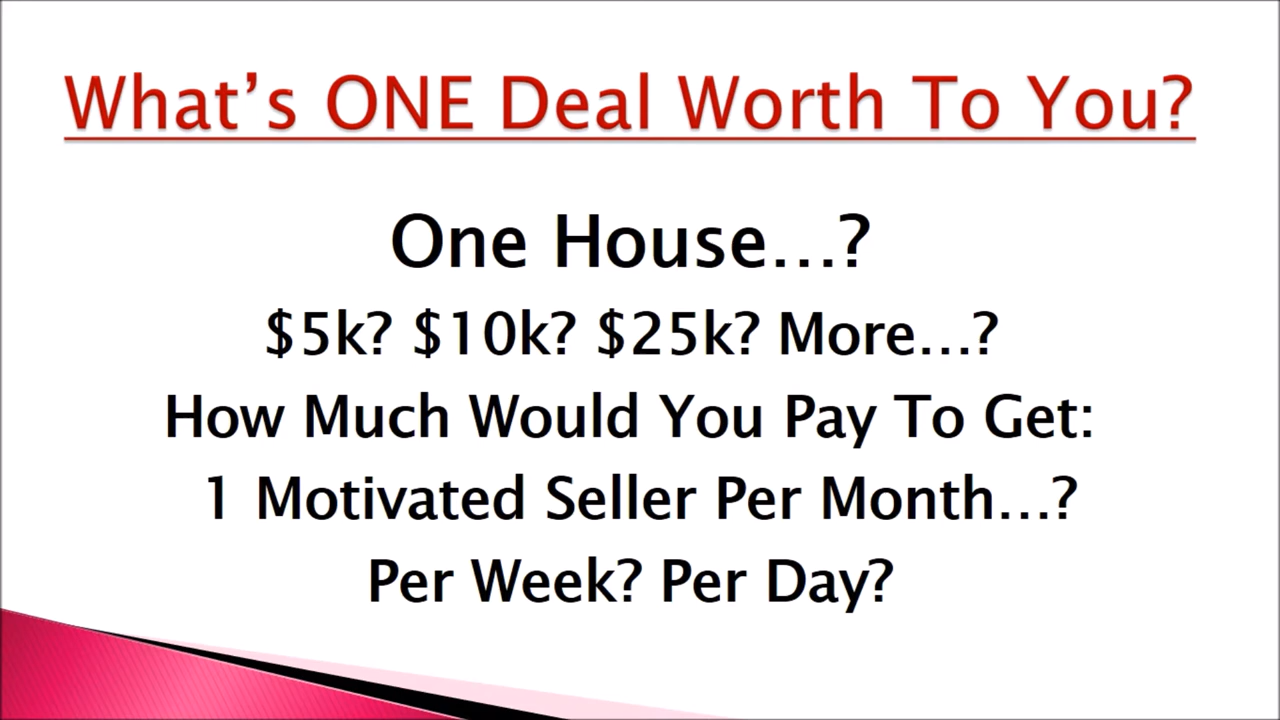 What’s ONE Deal Worth To You?
One House...?
$5k? $10k? $25k? More...?
How Much Would You Pay To Get:
1 Motivated Seller Per Month...?
Per Week? Per Day?